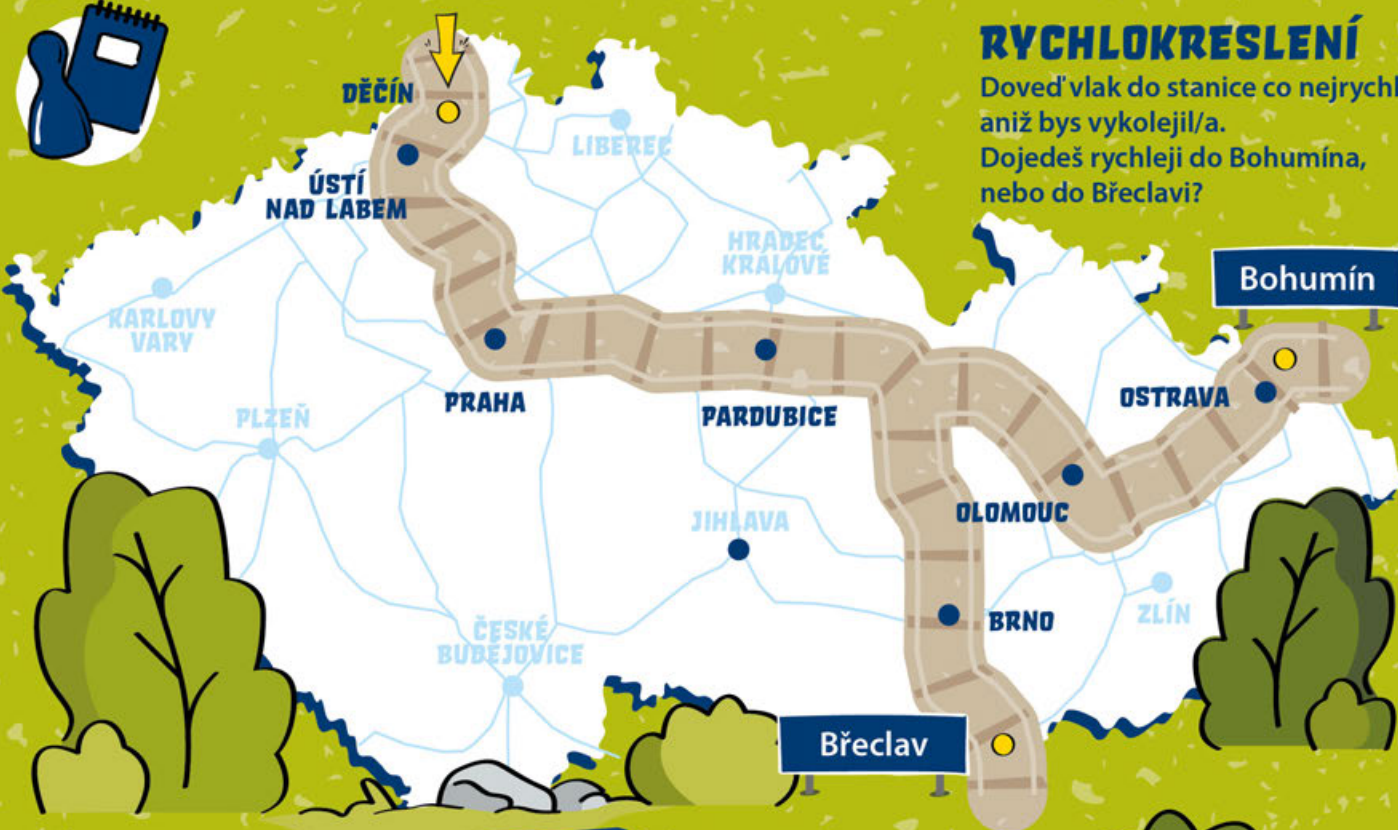 RYCHLOKRESLENÍ
Doveď vlak do stanice co nejrychl
aniž bys vykolejil/a.
Dojedeš rychleji do Bohumína,
nebo do Břeclavi?
DĚČÍN
LIBEREC
ÚSTÍ
NAD LABEM
HRADEC
KRÁLOVÉ
Bohumín
KARLOVY
VARY
OSTRAVA
PRAHA
PARDUBICE
PLZEŇ
OLOMOUC
JIHLAVA
ZLÍN
BRNO
ČESKÉ
BUDĚJOVICE
Břeclav